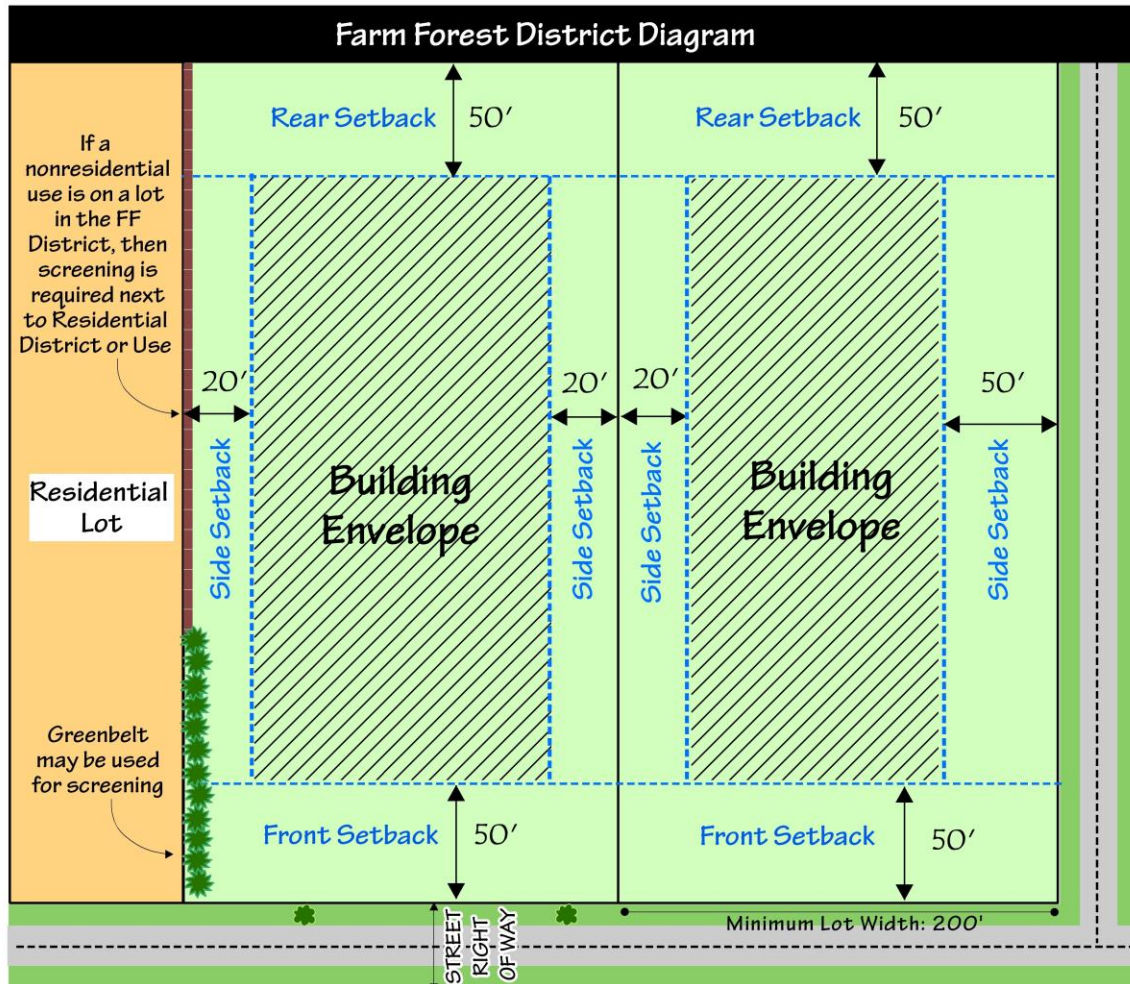 Farm Forest District Diagram
Rear Setback 50'
Rear Setback 50'
If a
nonresidential
use is on a lot
in the FF
District, then
screening is
required next
to Residential
District or Use
20'
20'
20'
50'
Residential
Lot
Side Setback
Building
Envelope
Side Setback
Side Setback
Building
Envelope
Side Setback
Greenbelt
may be used
for screening
Front Setback 50'
Front Setback 50'
STREET
RIGHT
OF WAY
Minimum Lot Width: 200'